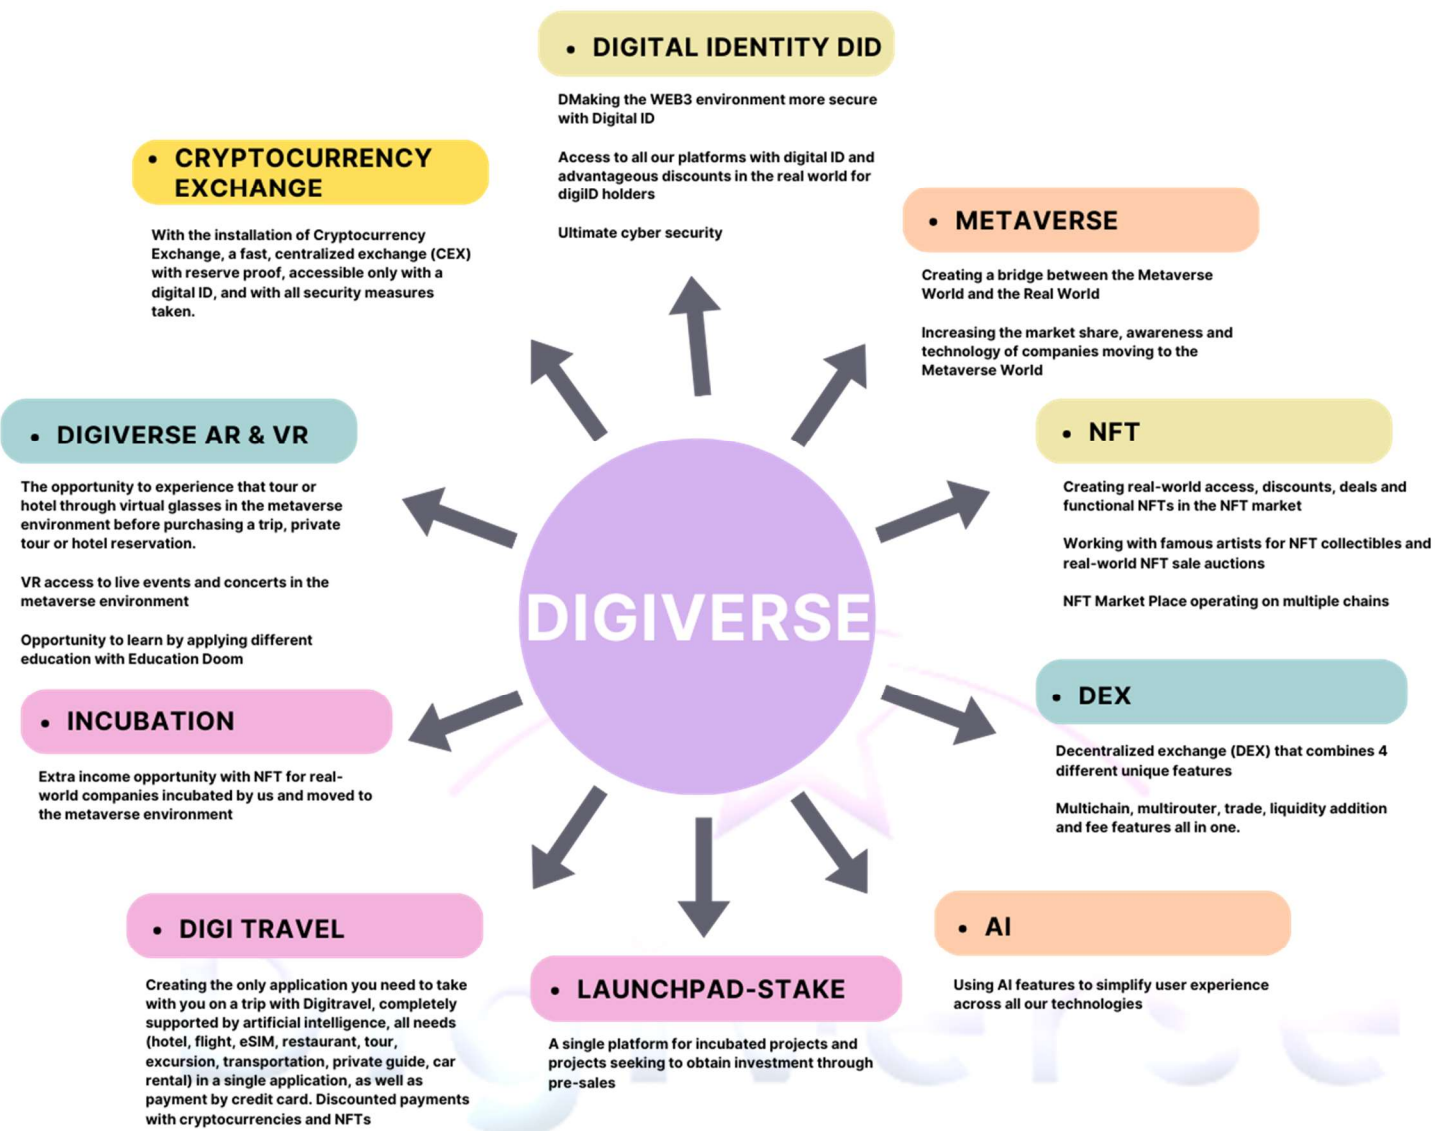 • DIGITAL IDENTITY DID
DMaking the WEB3 environment more secure
with Digital ID
Access to all our platforms with digital ID and
advantageous discounts in the real world for
digiID holders
Ultimate cyber security
• CRYPTOCURRENCY
EXCHANGE
With the installation of Cryptocurrency
Exchange, a fast, centralized exchange (CEX)
with reserve proof, accessible only with a
digital ID, and with all security measures
taken.
• METAVERSE
Creating a bridge between the Metaverse
World and the Real World
Increasing the market share, awareness and
technology of companies moving to the
Metaverse World
• DIGIVERSE AR & VR
The opportunity to experience that tour or
hotel through virtual glasses in the metaverse
environment before purchasing a trip, private
tour or hotel reservation.
VR access to live events and concerts in the
metaverse environment
Opportunity to learn by applying different
education with Education Doom
• NFT
Creating real-world access, discounts, deals and
functional NFTs in the NFT market
Working with famous artists for NFT collectibles and
real-world NFT sale auctions
NFT Market Place operating on multiple chains
DIGIVERSE
• INCUBATION
Extra income opportunity with NFT for real-
world companies incubated by us and moved to
the metaverse environment
• DEX
Decentralized exchange (DEX) that combines 4
different unique features
Multichain, multirouter, trade, liquidity addition
and fee features all in one.
• DIGI TRAVEL
Creating the only application you need to take
with you on a trip with Digitravel, completely
supported by artificial intelligence, all needs
(hotel, flight, eSIM, restaurant, tour,
excursion, transportation, private guide, car
rental) in a single application, as well as
payment by credit card. Discounted payments
with cryptocurrencies and NFTs
• LAUNCHPAD-STAKE
A single platform for incubated projects and
projects seeking to obtain investment through
pre-sales
• AI
Using AI features to simplify user experience
across all our technologies
Digiverse